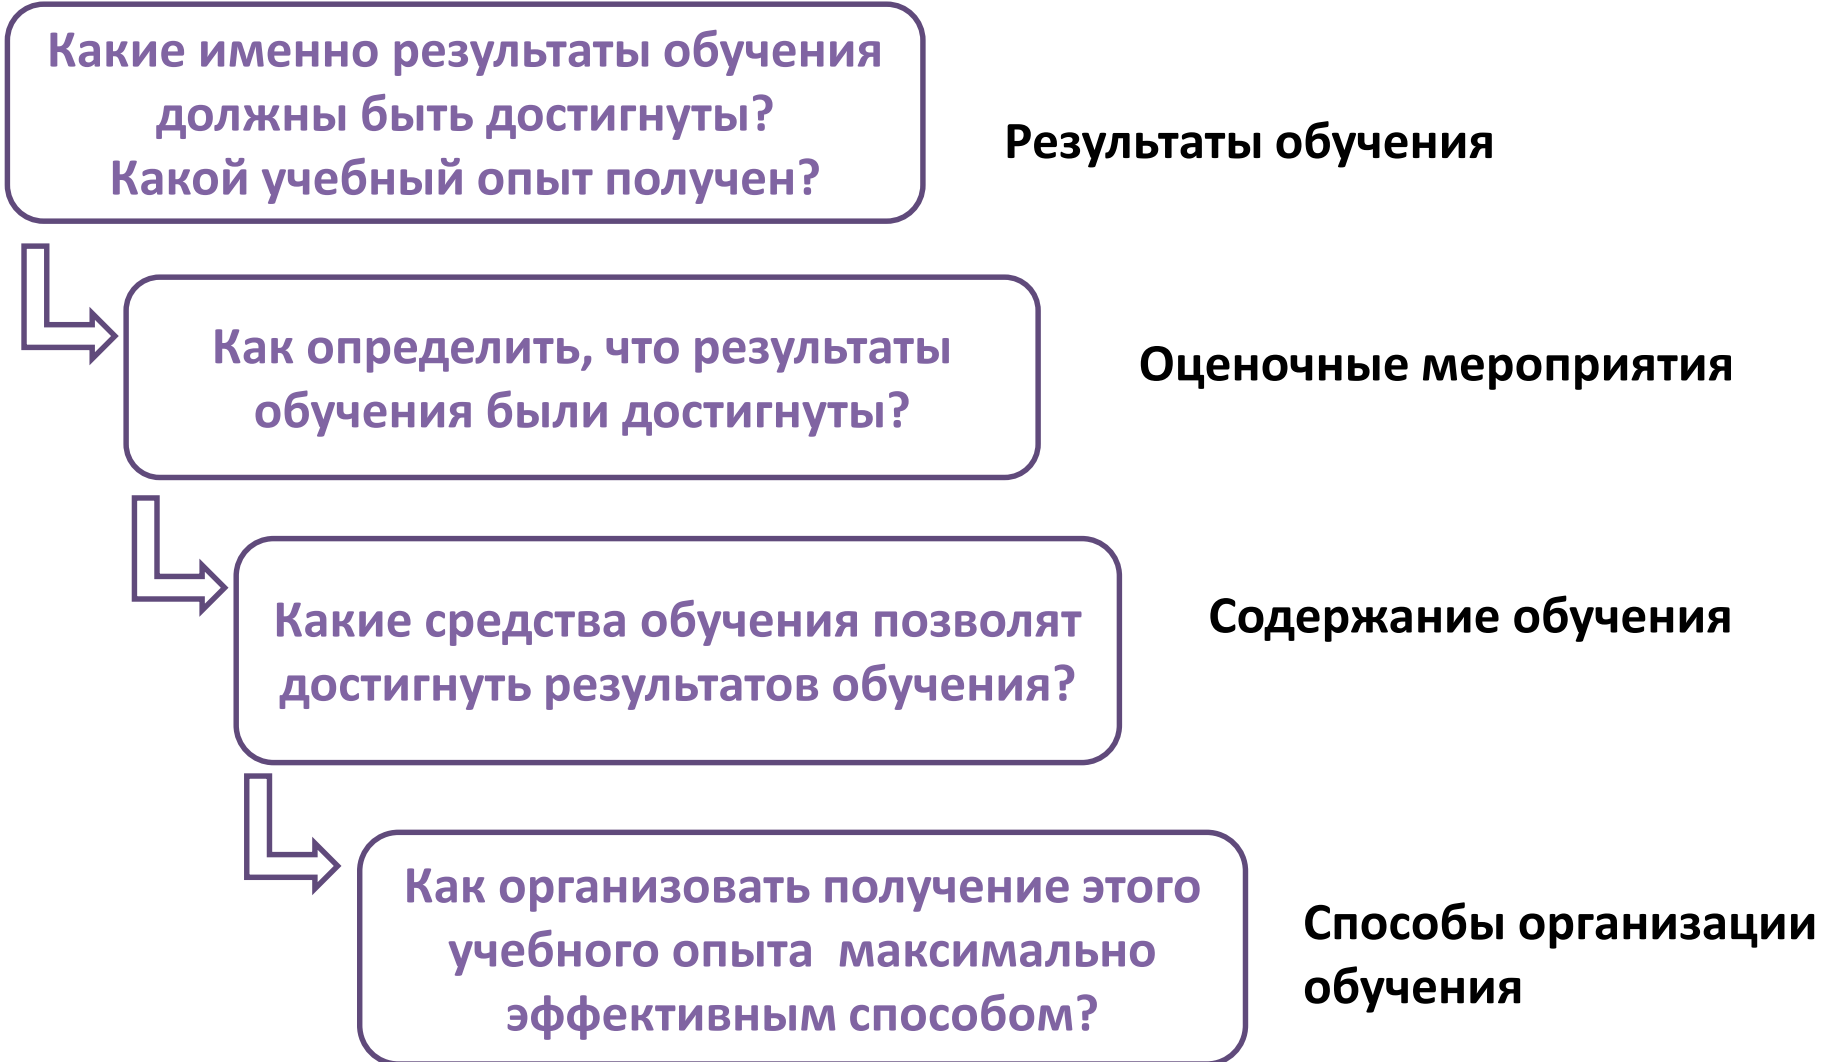 Какие именно результаты обучения
должны быть достигнуты?
Какой учебный опыт получен?
Результаты обучения
Как определить, что результаты
обучения были достигнуты?
Оценочные мероприятия
Какие средства обучения позволят
достигнуть результатов обучения?
Содержание обучения
Как организовать получение этого
учебного опыта  максимально
эффективным способом?
Способы организации
обучения